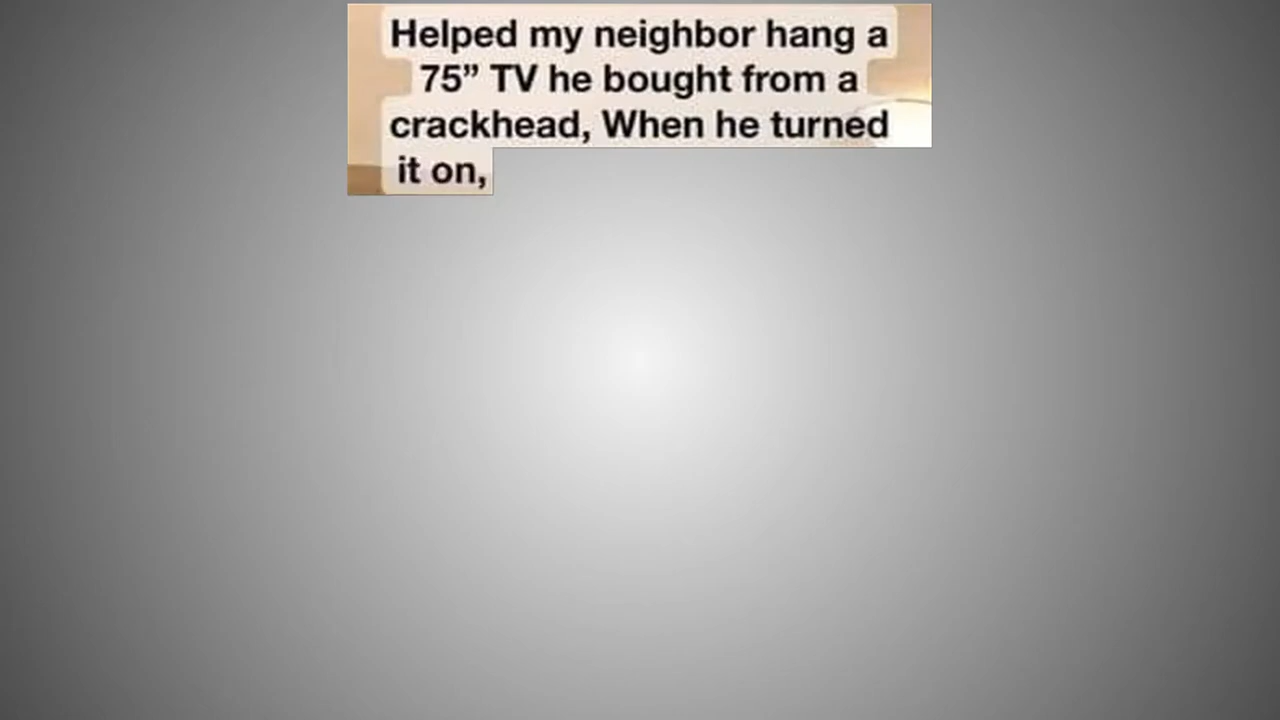 Helped my neighbor hang a
75” TV he bought from a
crackhead, When he turned
it on,